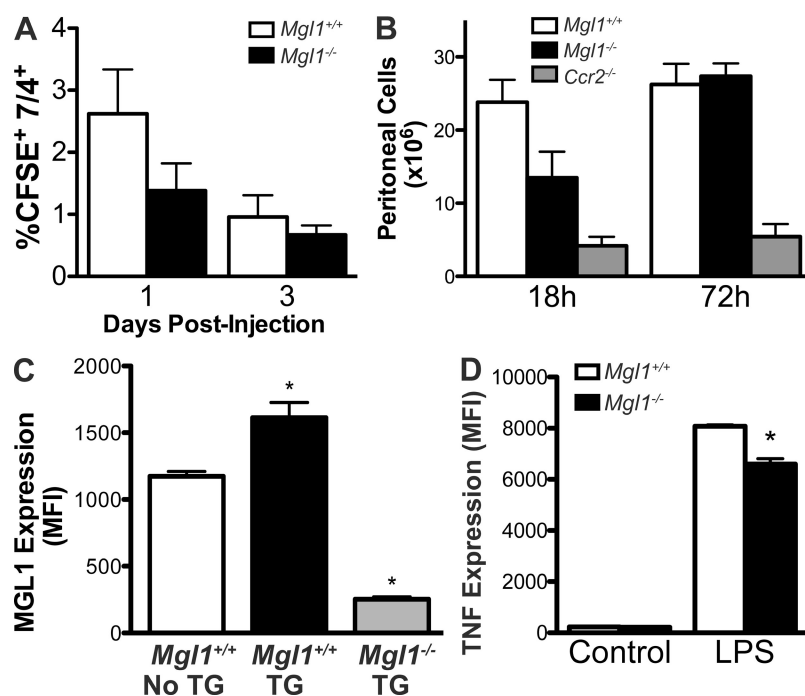 A
Mgl1+/+
Mgl1-/-
%CFSE+ 7/4+
4
3
2
1
0
1
3
Days Post-Injection
B
Mgl1+/+
Mgl1-/-
Ccr2-/-
Peritoneal Cells
(x10⁶)
30
20
10
0
18h
72h
C
MGL1 Expression
(MFI)
2000
1500
1000
500
0
*
*
Mgl1+/+
No TG
Mgl1+/+
TG
Mgl1-/-
TG
D
Mgl1+/+
Mgl1-/-
TNF Expression (MFI)
10000
8000
6000
4000
2000
0
*
Control
LPS